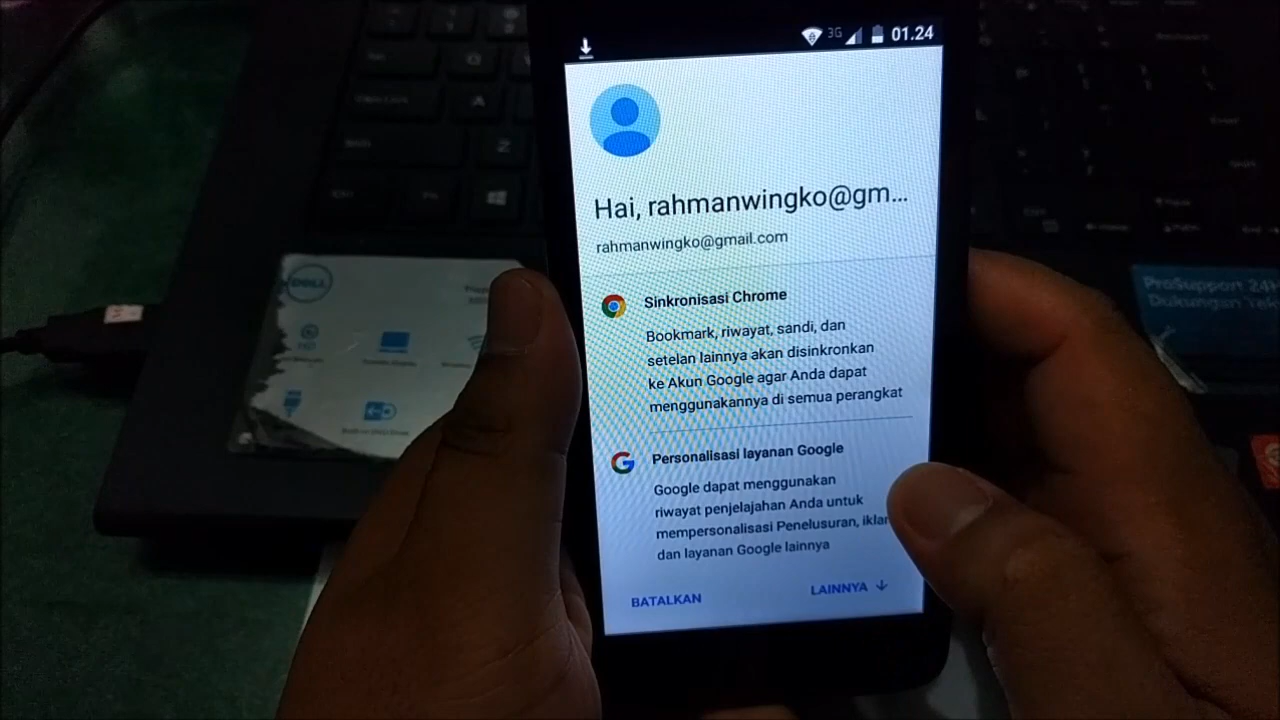 3G 01.24
Hai, rahmanwingko@gm...
rahmanwingko@gmail.com
Sinkronisasi Chrome
Bookmark, riwayat, sandi, dan
setelan lainnya akan disinkronkan
ke Akun Google agar Anda dapat
menggunakannya di semua perangkat
Personalisasi layanan Google
Google dapat menggunakan
riwayat penjelajahan Anda untuk
mempersonalisasi Penelusuran, iklan
dan layanan Google lainnya
BATALKAN
LAINNYA
DELL
A
Z
ProSupport 24
Dukungan